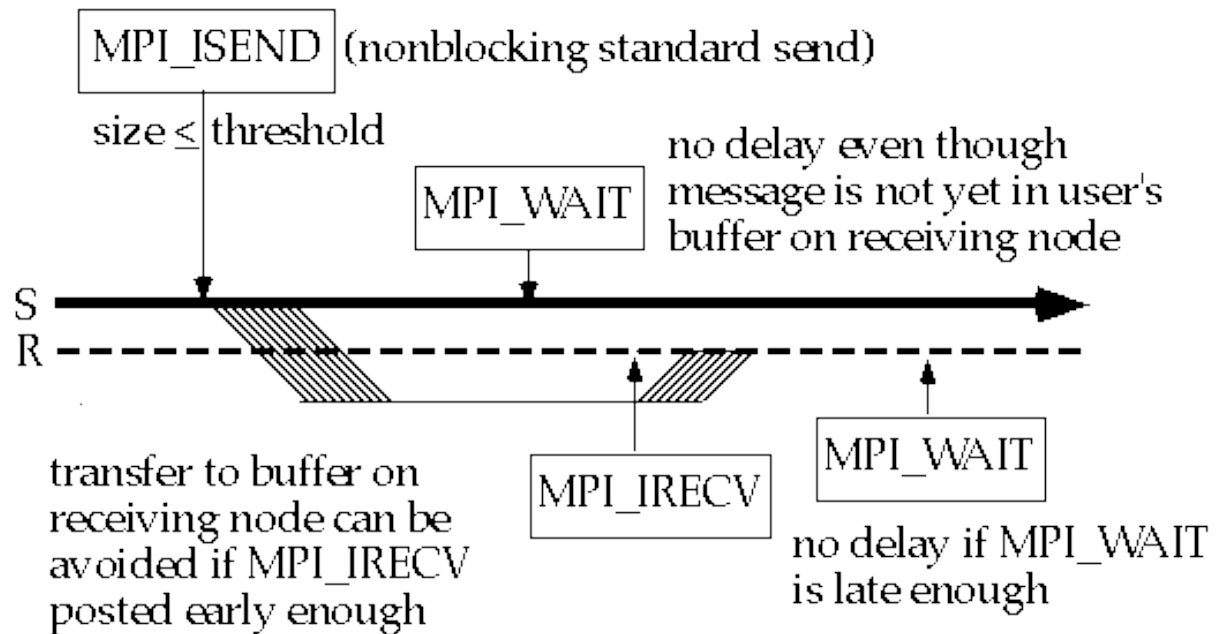 MPI_ISEND (nonblocking standard send)
size ≤ threshold
MPI_WAIT
no delay even though
message is not yet in user's
buffer on receiving node
S
R
transfer to buffer on
receiving node can be
avoided if MPI_IRECV
posted early enough
MPI_IRECV
MPI_WAIT
no delay if MPI_WAIT
is late enough